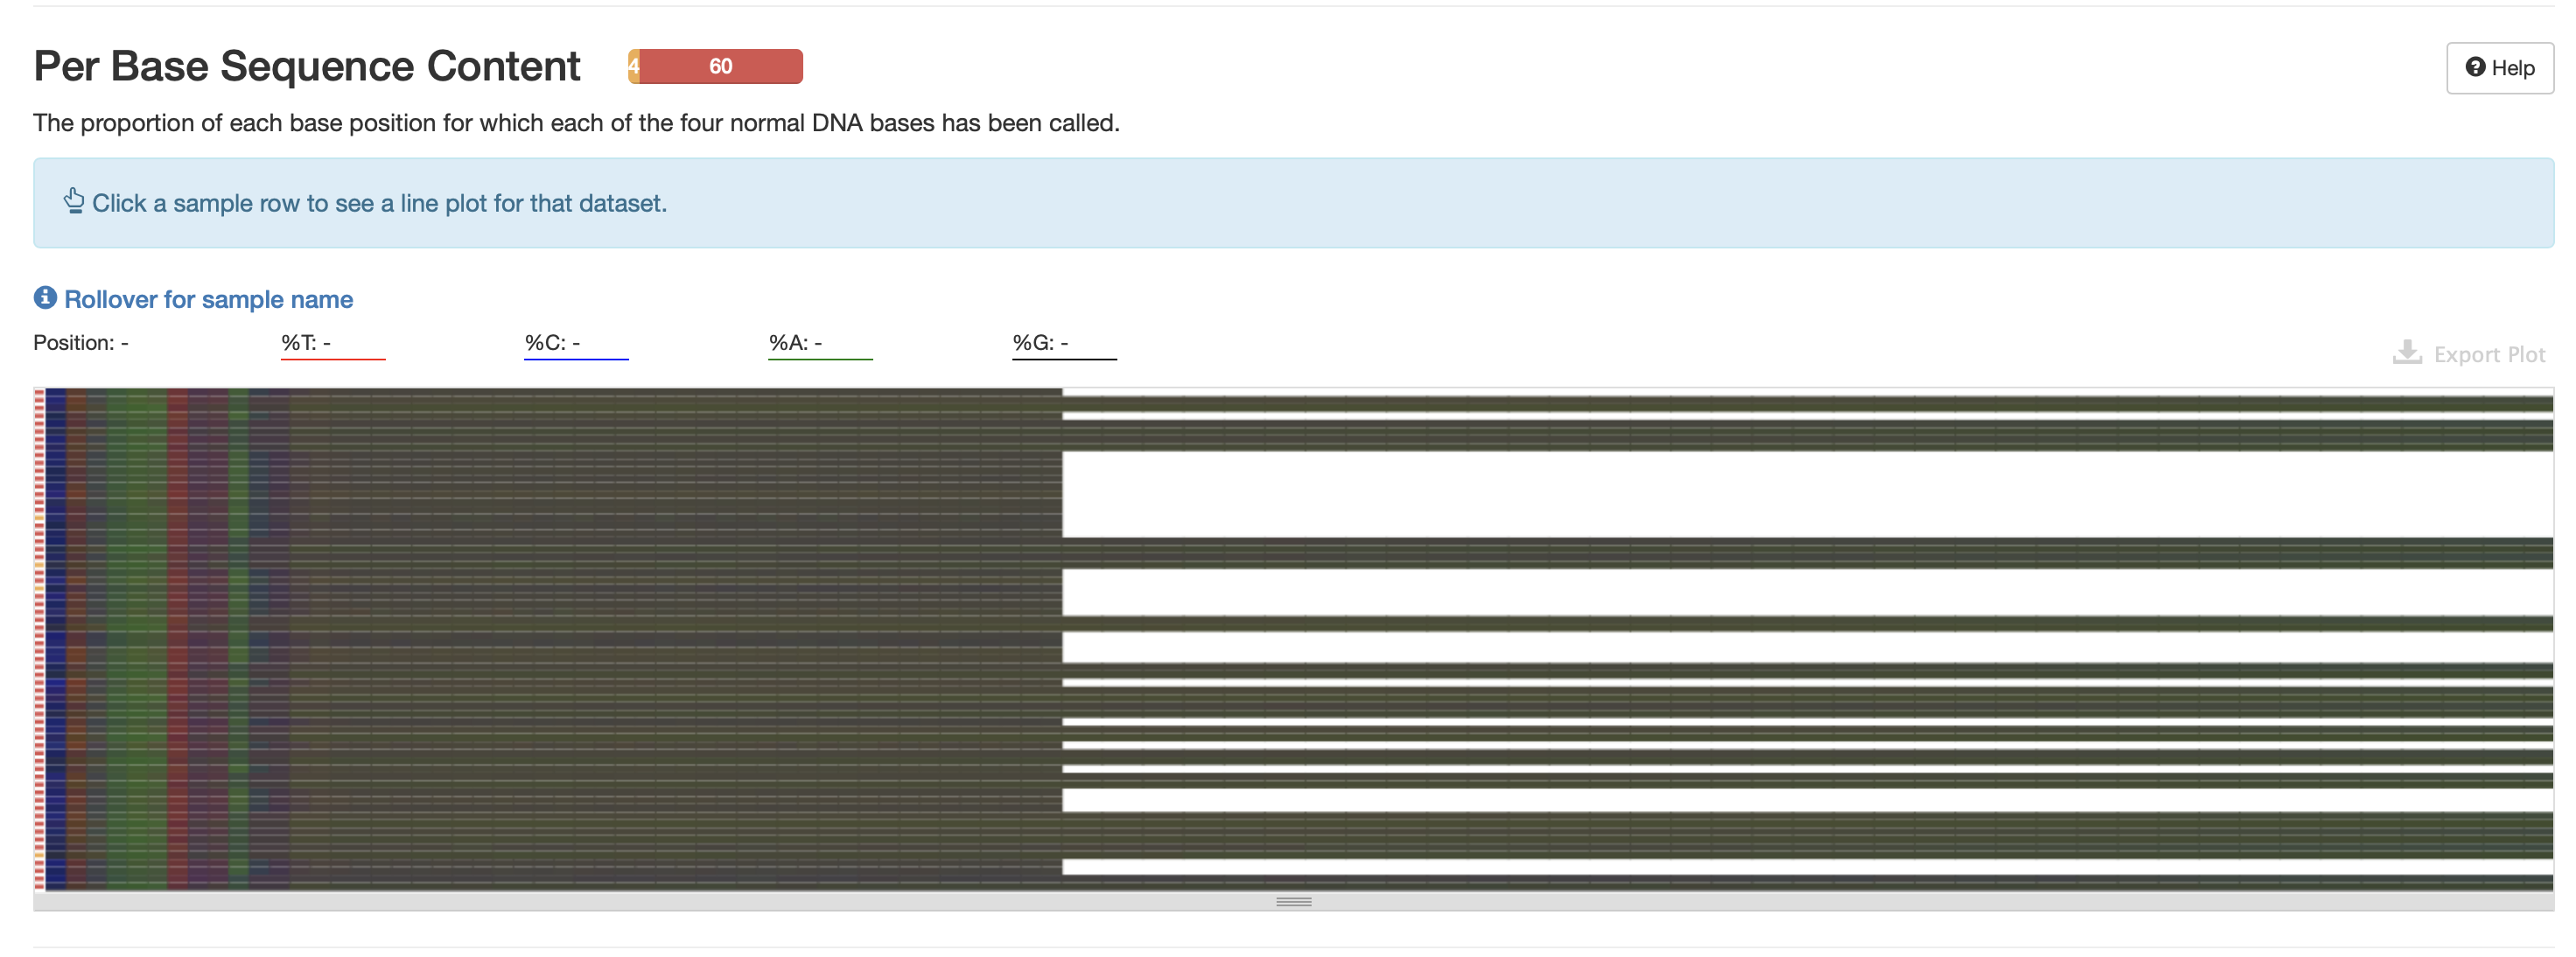 Per Base Sequence Content 4 60
Help
The proportion of each base position for which each of the four normal DNA bases has been called.
Click a sample row to see a line plot for that dataset.
Rollover for sample name
Position: - %T: - %C: - %A: - %G: -
Export Plot